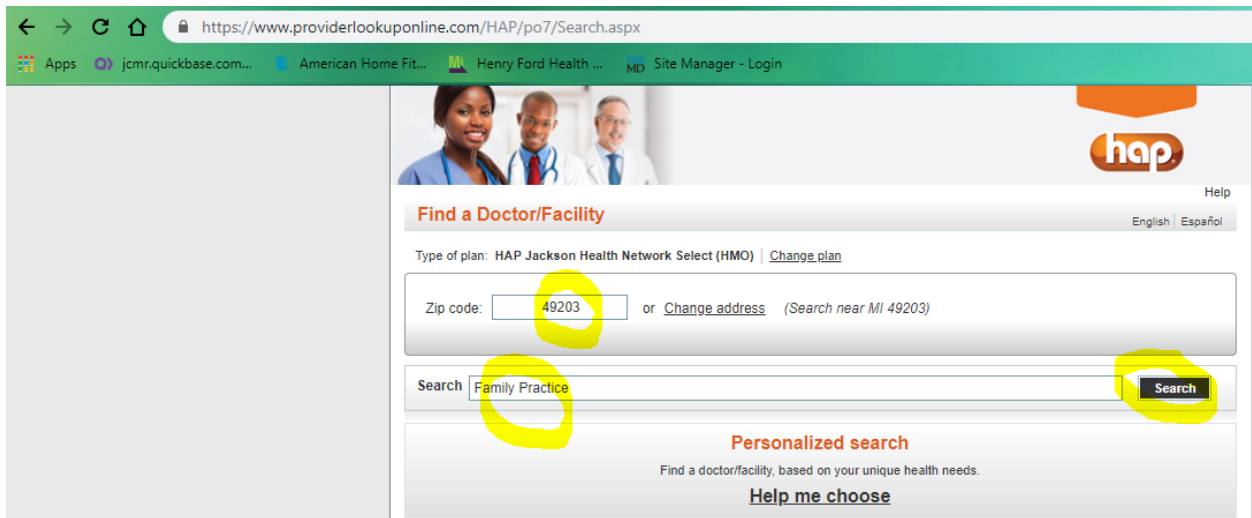 https://www.providerlookuponline.com/HAP/po7/Search.aspx
Apps jcmr.quickbase.com... American Home Fit... Henry Ford Health ... MD Site Manager - Login
hap
Help
Find a Doctor/Facility English Español
Type of plan: HAP Jackson Health Network Select (HMO) Change plan
Zip code: 49203 or Change address (Search near MI 49203)
Search Family Practice Search
Personalized search
Find a doctor/facility, based on your unique health needs.
Help me choose